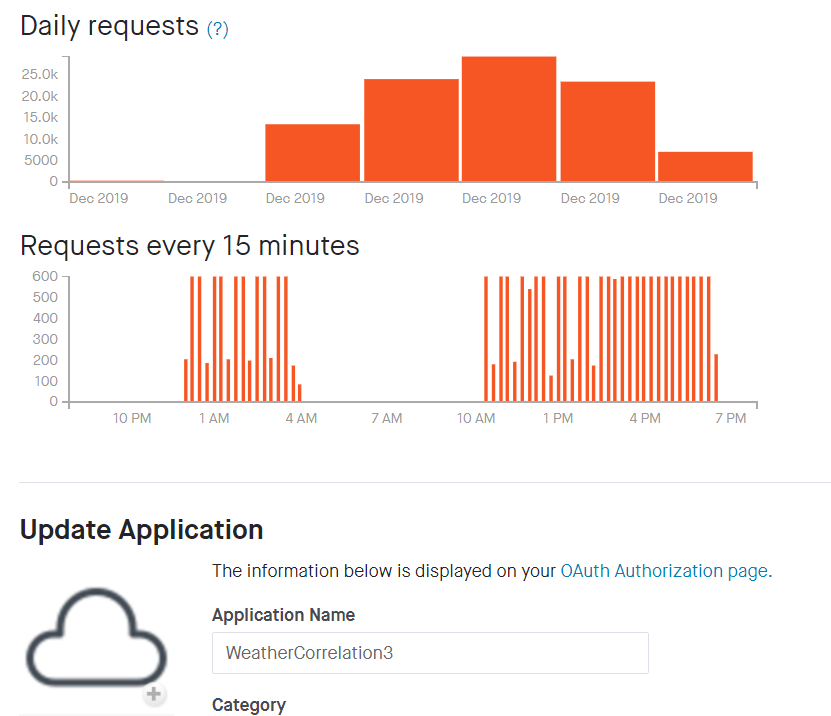 Daily requests (?)
25.0k
20.0k
15.0k
10.0k
5000
0
Dec 2019 Dec 2019 Dec 2019 Dec 2019 Dec 2019 Dec 2019 Dec 2019
Requests every 15 minutes
600
500
400
300
200
100
0
10 PM 1 AM 4 AM 7 AM 10 AM 1 PM 4 PM 7 PM
Update Application
The information below is displayed on your OAuth Authorization page.
Application Name
WeatherCorrelation3
Category